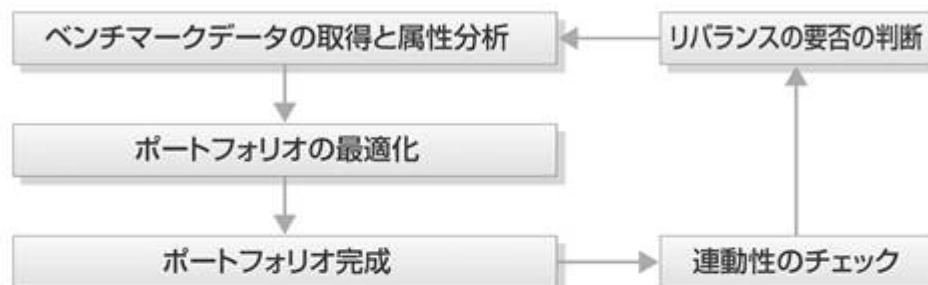 ベンチマークデータの取得と属性分析
リバランスの要否の判断
ポートフォリオの最適化
ポートフォリオ完成
連動性のチェック